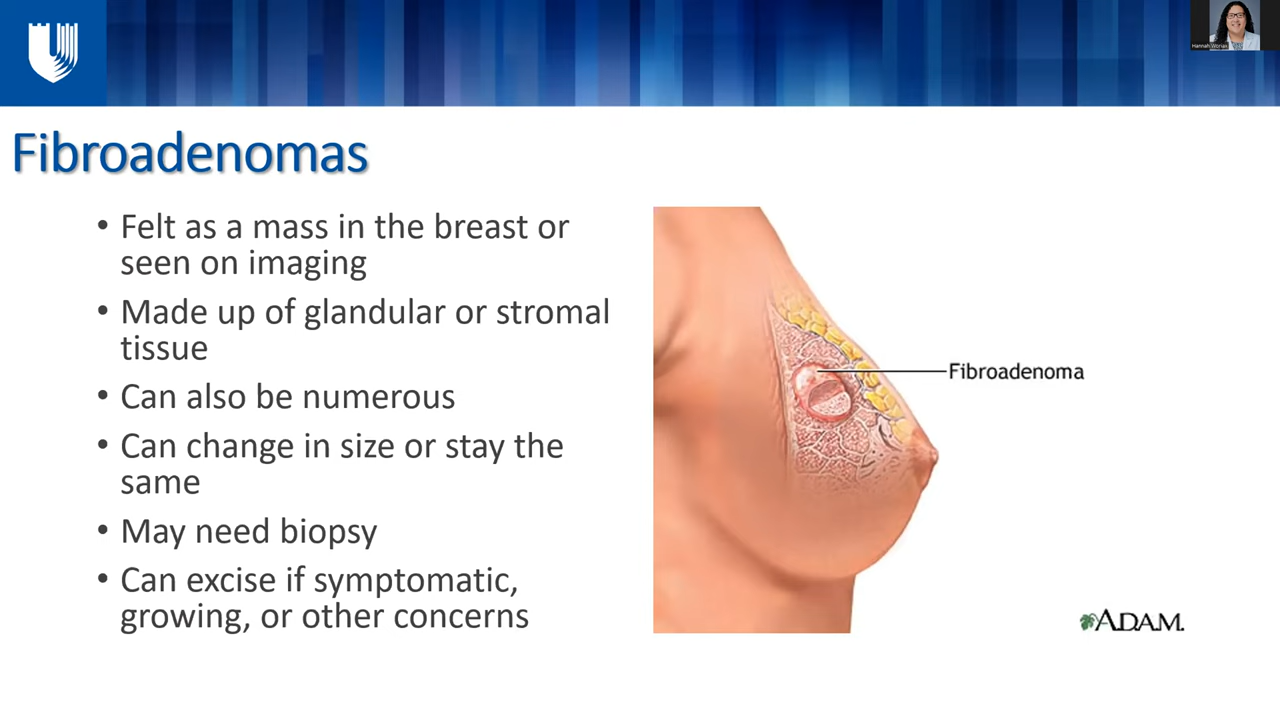 Hannah Woriax
Fibroadenomas
• Felt as a mass in the breast or
seen on imaging
• Made up of glandular or stromal
tissue
• Can also be numerous
• Can change in size or stay the
same
• May need biopsy
• Can excise if symptomatic,
growing, or other concerns
Fibroadenoma
A.D.A.M.